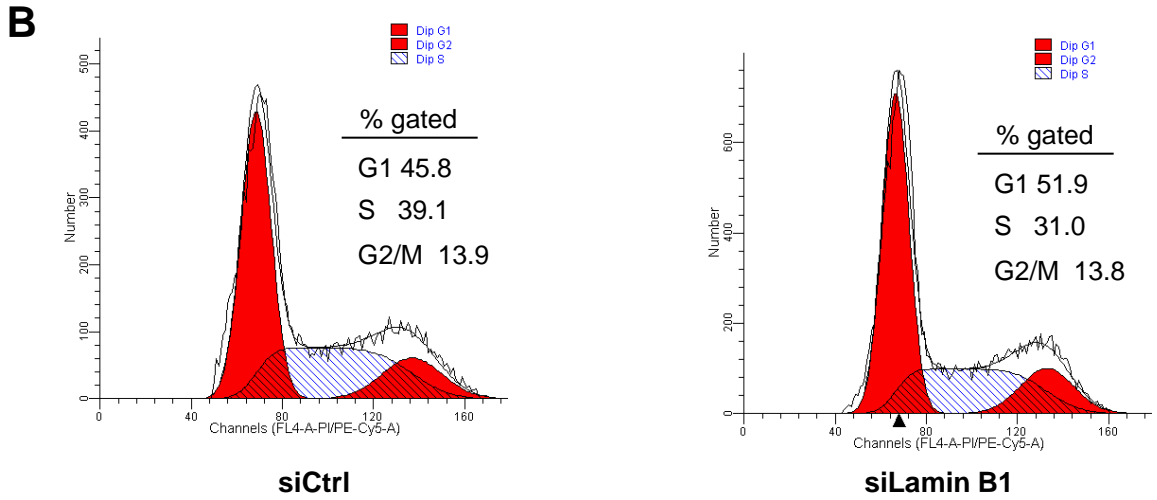 B
Dip G1
Dip G2
Dip S
% gated
G1 45.8
S 39.1
G2/M 13.9
Number
500
400
300
200
100
0
0 40 80 120 160
Channels (FL4-A-PI/PE-Cy5-A)
siCtrl
Dip G1
Dip G2
Dip S
% gated
G1 51.9
S 31.0
G2/M 13.8
Number
600
400
200
0
0 40 80 120 160
Channels (FL4-A-PI/PE-Cy5-A)
siLamin B1